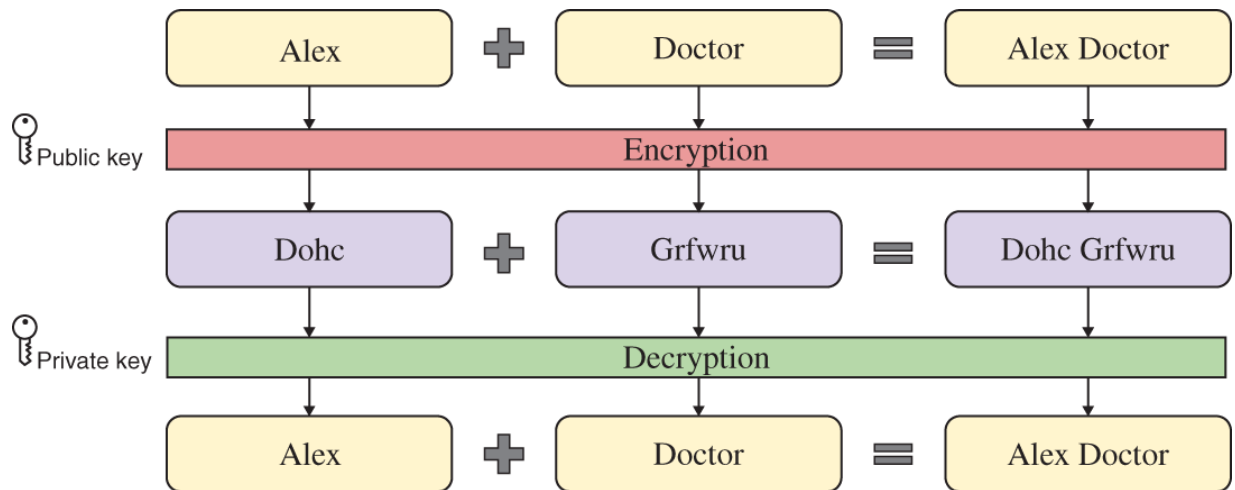 Alex + Doctor = Alex Doctor
Public key
Encryption
Dohc + Grfwru = Dohc Grfwru
Private key
Decryption
Alex + Doctor = Alex Doctor